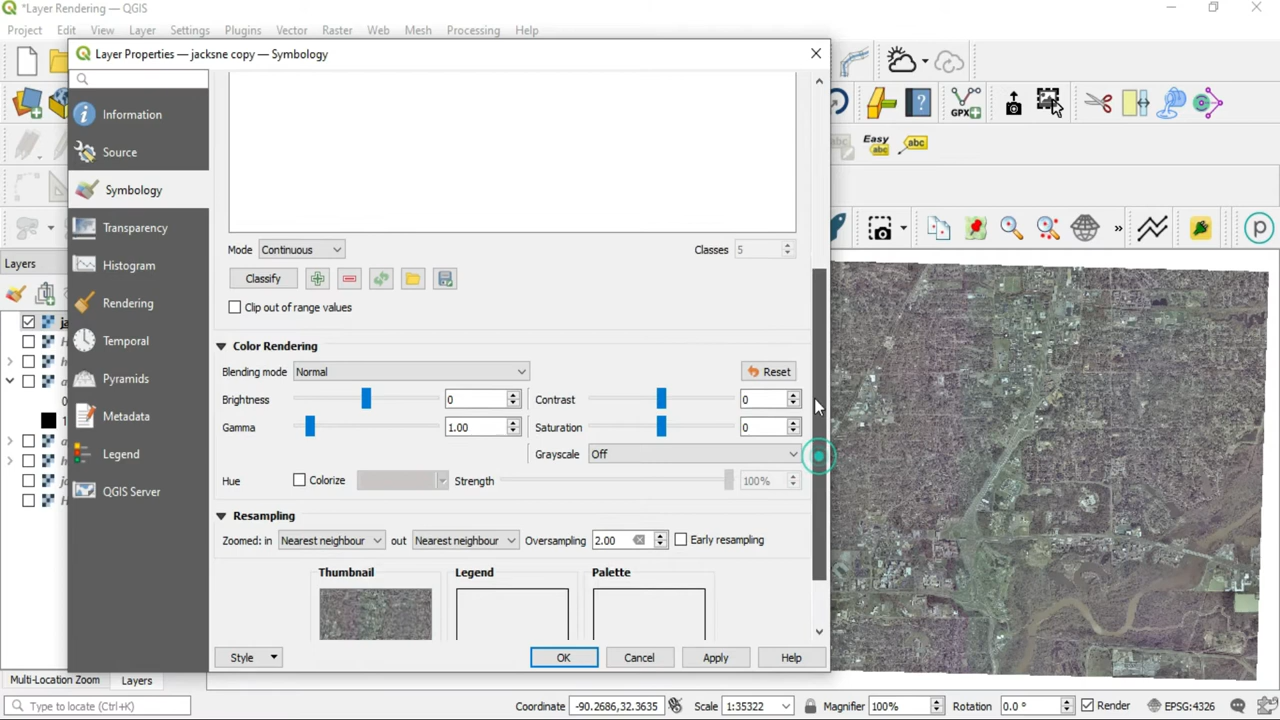 *Layer Rendering — QGIS
Project Edit View Layer Settings Plugins Vector Raster Web Mesh Processing Help
Layer Properties — jacksne copy — Symbology
Information
Source
Symbology
Transparency
Histogram
Rendering
Temporal
Pyramids
Metadata
Legend
QGIS Server
Mode Continuous Classes 5
Classify
Clip out of range values
Color Rendering
Blending mode Normal Reset
Brightness 0 Contrast 0
Gamma 1.00 Saturation 0
Grayscale Off
Hue Colorize Strength 100%
Resampling
Zoomed: in Nearest neighbour out Nearest neighbour Oversampling 2.00 Early resampling
Thumbnail Legend Palette
Style OK Cancel Apply Help
GPX
abc
Easy
abc
abc
Layers
Multi-Location Zoom Layers
Type to locate (Ctrl+K) Coordinate -90.2686,32.3635 Scale 1:35322 Magnifier 100% Rotation 0.0 ° Render EPSG:4326